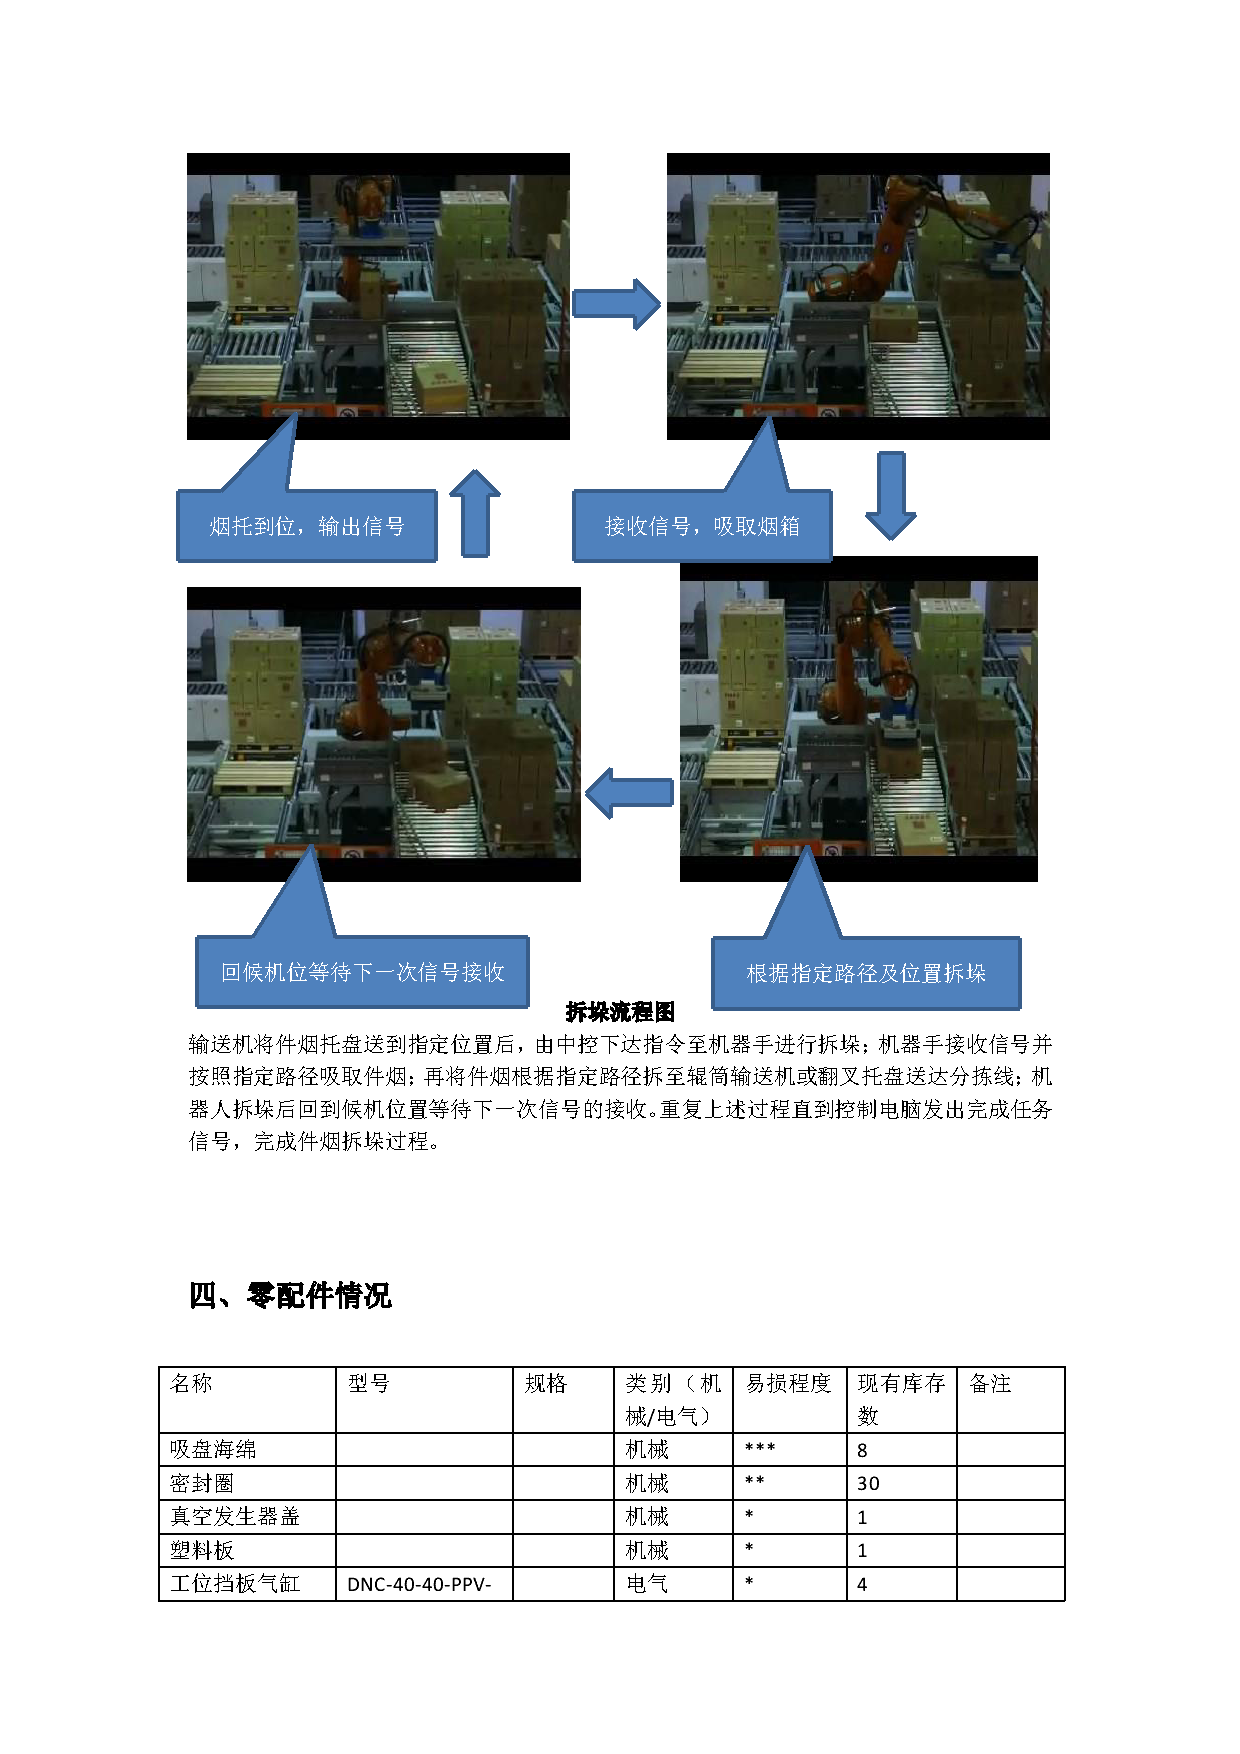 烟托到位，输出信号
接收信号，吸取烟箱
回候机位等待下一次信号接收
根据指定路径及位置拆垛
拆垛流程图
输送机将件烟托盘送到指定位置后，由中控下达指令至机器手进行拆垛；机器手接收信号并
按照指定路径吸取件烟；再将件烟根据指定路径拆至辊筒输送机或翻叉托盘送达分拣线；机
器人拆垛后回到候机位置等待下一次信号的接收。重复上述过程直到控制电脑发出完成任务
信号，完成件烟拆垛过程。
四、零配件情况
名称 型号 规格 类别（机械/电气） 易损程度 现有库存数 备注
吸盘海绵 机械 *** 8
密封圈 机械 ** 30
真空发生器盖 机械 * 1
塑料板 机械 * 1
工位挡板气缸 DNC-40-40-PPV- 电气 * 4